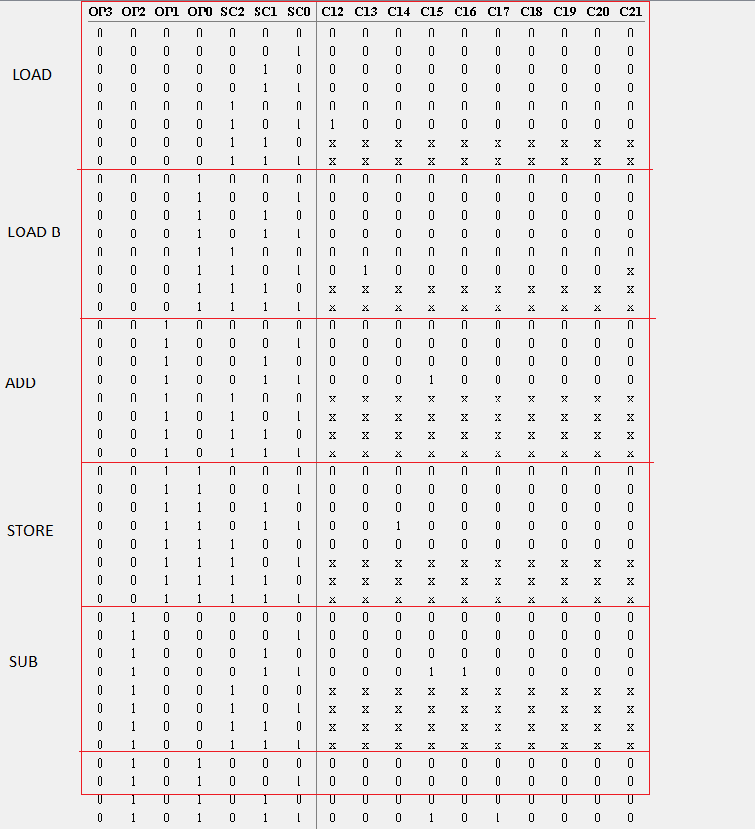 OP3 OP2 OP1 OP0 SC2 SC1 SC0 C12 C13 C14 C15 C16 C17 C18 C19 C20 C21
0 0 0 0 0 0 0 0 0 0 0 0 0 0 0 0 0
0 0 0 0 0 0 1 0 0 0 0 0 0 0 0 0 0
LOAD 0 0 0 0 0 1 0 0 0 0 0 0 0 0 0 0 0
0 0 0 0 0 1 1 0 0 0 0 0 0 0 0 0 0
0 0 0 0 1 0 0 0 0 0 0 0 0 0 0 0 0
0 0 0 0 1 0 1 1 0 0 0 0 0 0 0 0 0
0 0 0 0 1 1 0 x x x x x x x x x x
0 0 0 0 1 1 1 x x x x x x x x x x
0 0 0 1 0 0 0 0 0 0 0 0 0 0 0 0 0
0 0 0 1 0 0 1 0 0 0 0 0 0 0 0 0 0
0 0 0 1 0 1 0 0 0 0 0 0 0 0 0 0 0
LOAD B 0 0 0 1 0 1 1 0 0 0 0 0 0 0 0 0 0
0 0 0 1 1 0 0 0 0 0 0 0 0 0 0 0 0
0 0 0 1 1 0 1 0 1 0 0 0 0 0 0 0 x
0 0 0 1 1 1 0 x x x x x x x x x x
0 0 0 1 1 1 1 x x x x x x x x x x
0 0 1 0 0 0 0 0 0 0 0 0 0 0 0 0 0
0 0 1 0 0 0 1 0 0 0 0 0 0 0 0 0 0
0 0 1 0 0 1 0 0 0 0 0 0 0 0 0 0 0
ADD 0 0 1 0 0 1 1 0 0 0 1 0 0 0 0 0 0
0 0 1 0 1 0 0 x x x x x x x x x x
0 0 1 0 1 0 1 x x x x x x x x x x
0 0 1 0 1 1 0 x x x x x x x x x x
0 0 1 0 1 1 1 x x x x x x x x x x
0 0 1 1 0 0 0 0 0 0 0 0 0 0 0 0 0
0 0 1 1 0 0 1 0 0 0 0 0 0 0 0 0 0
0 0 1 1 0 1 0 0 0 0 0 0 0 0 0 0 0
STORE 0 0 1 1 0 1 1 0 0 1 0 0 0 0 0 0 0
0 0 1 1 1 0 0 0 0 0 0 0 0 0 0 0 0
0 0 1 1 1 0 1 x x x x x x x x x x
0 0 1 1 1 1 0 x x x x x x x x x x
0 0 1 1 1 1 1 x x x x x x x x x x
0 1 0 0 0 0 0 0 0 0 0 0 0 0 0 0 0
0 1 0 0 0 0 1 0 0 0 0 0 0 0 0 0 0
SUB 0 1 0 0 0 1 0 0 0 0 0 0 0 0 0 0 0
0 1 0 0 0 1 1 0 0 0 1 1 0 0 0 0 0
0 1 0 0 1 0 0 x x x x x x x x x x
0 1 0 0 1 0 1 x x x x x x x x x x
0 1 0 0 1 1 0 x x x x x x x x x x
0 1 0 0 1 1 1 x x x x x x x x x x
0 1 0 1 0 0 0 0 0 0 0 0 0 0 0 0 0
0 1 0 1 0 0 1 0 0 0 0 0 0 0 0 0 0
0 1 0 1 0 1 0 0 0 0 0 0 0 0 0 0 0
0 1 0 1 0 1 1 0 0 0 1 0 1 0 0 0 0